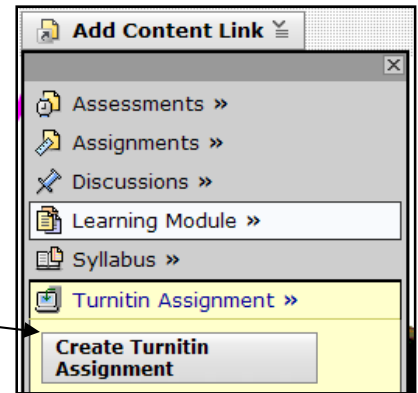 Add Content Link
Assessments »
Assignments »
Discussions »
Learning Module »
Syllabus »
Turnitin Assignment »
Create Turnitin
Assignment